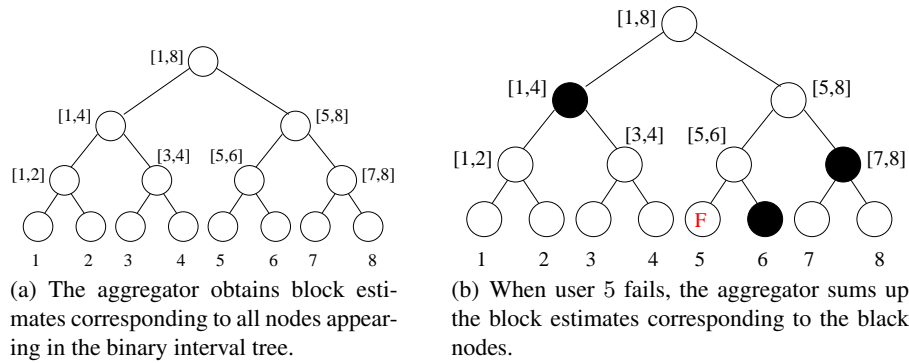 [1,8]
[1,4]
[5,8]
[1,2]
[3,4]
[5,6]
[7,8]
1 2 3 4 5 6 7 8
(a) The aggregator obtains block esti-
mates corresponding to all nodes appear-
ing in the binary interval tree.
[1,8]
[1,4]
[5,8]
[1,2]
[3,4]
[5,6]
[7,8]
F
1 2 3 4 5 6 7 8
(b) When user 5 fails, the aggregator sums up
the block estimates corresponding to the black
nodes.